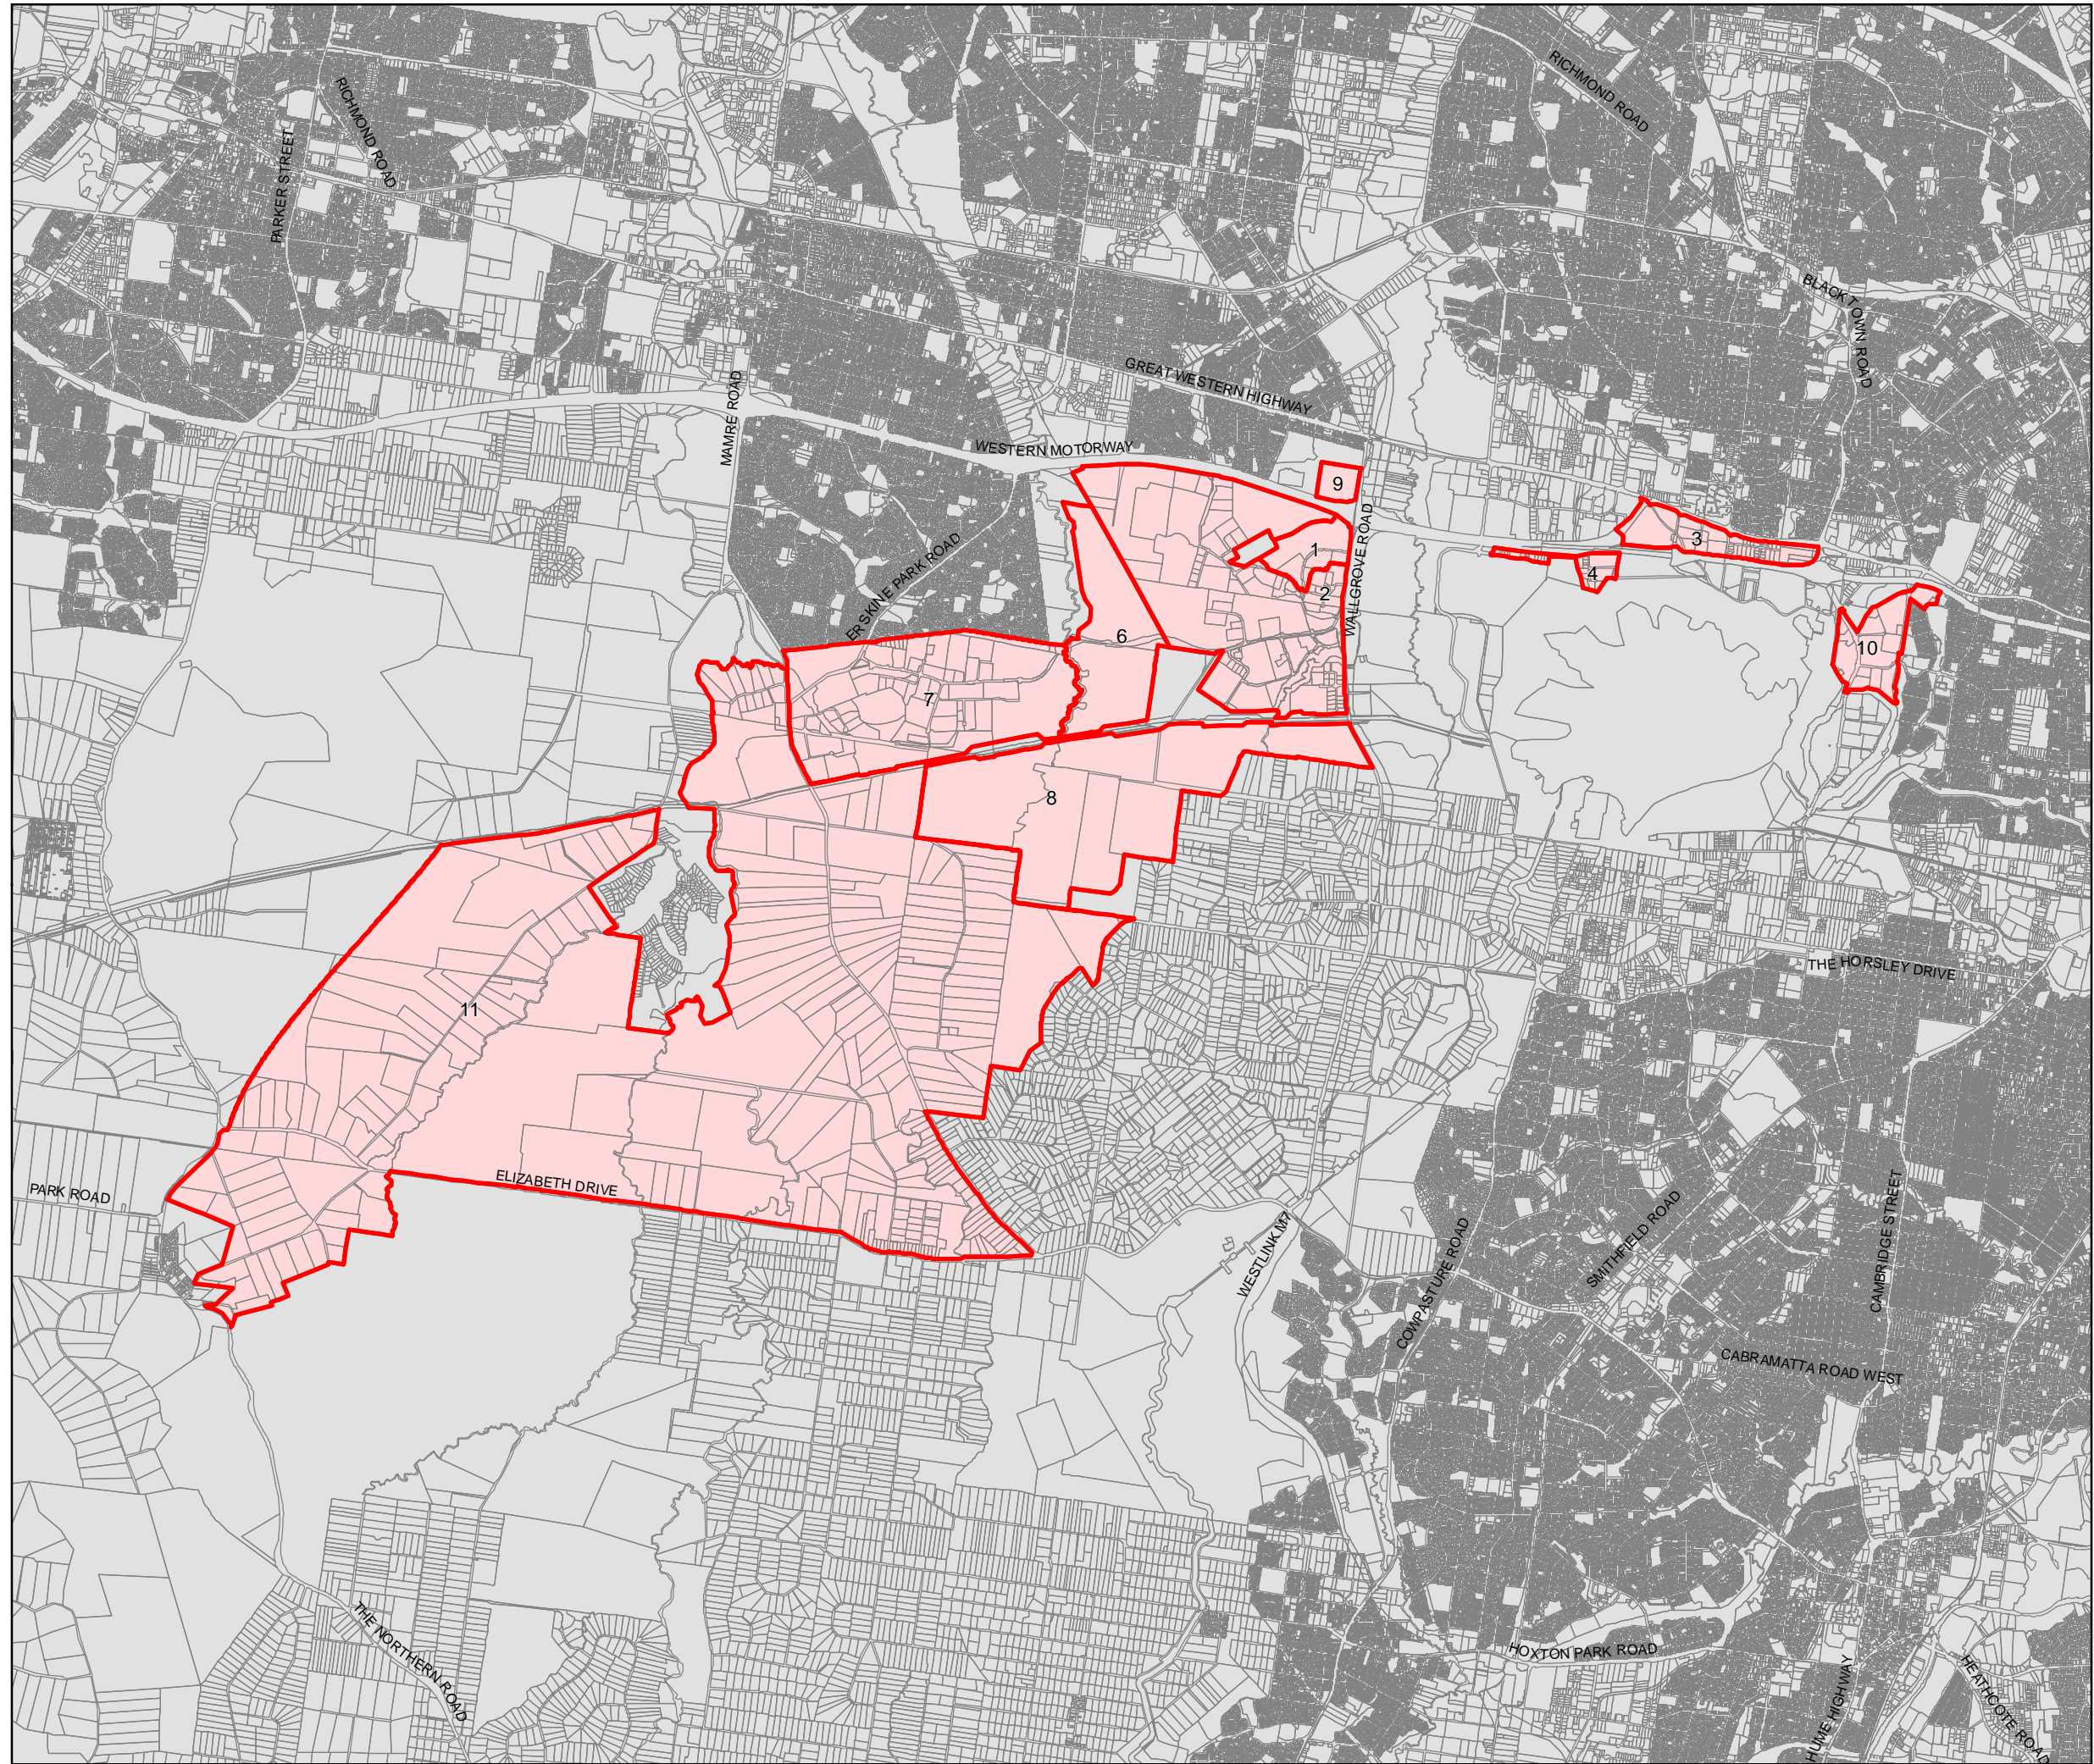 RICHMOND ROAD
RICHMOND ROAD
PARKER STREET
BLACKTOWN ROAD
GREAT WESTERN HIGHWAY
MAMRE ROAD
WESTERN MOTORWAY
9
WALLGROVE ROAD
ERSKINE PARK ROAD
1
3
4
2
6
10
7
8
THE HORSLEY DRIVE
11
ELIZABETH DRIVE
PARK ROAD
WESTLINK M7
COWPASTURE ROAD
SMITHFIELD ROAD
CAMBRIDGE STREET
CABRAMATTA ROAD WEST
THE NORTHERN ROAD
HOXTON PARK ROAD
HUME HIGHWAY
HEATHCOTE ROAD